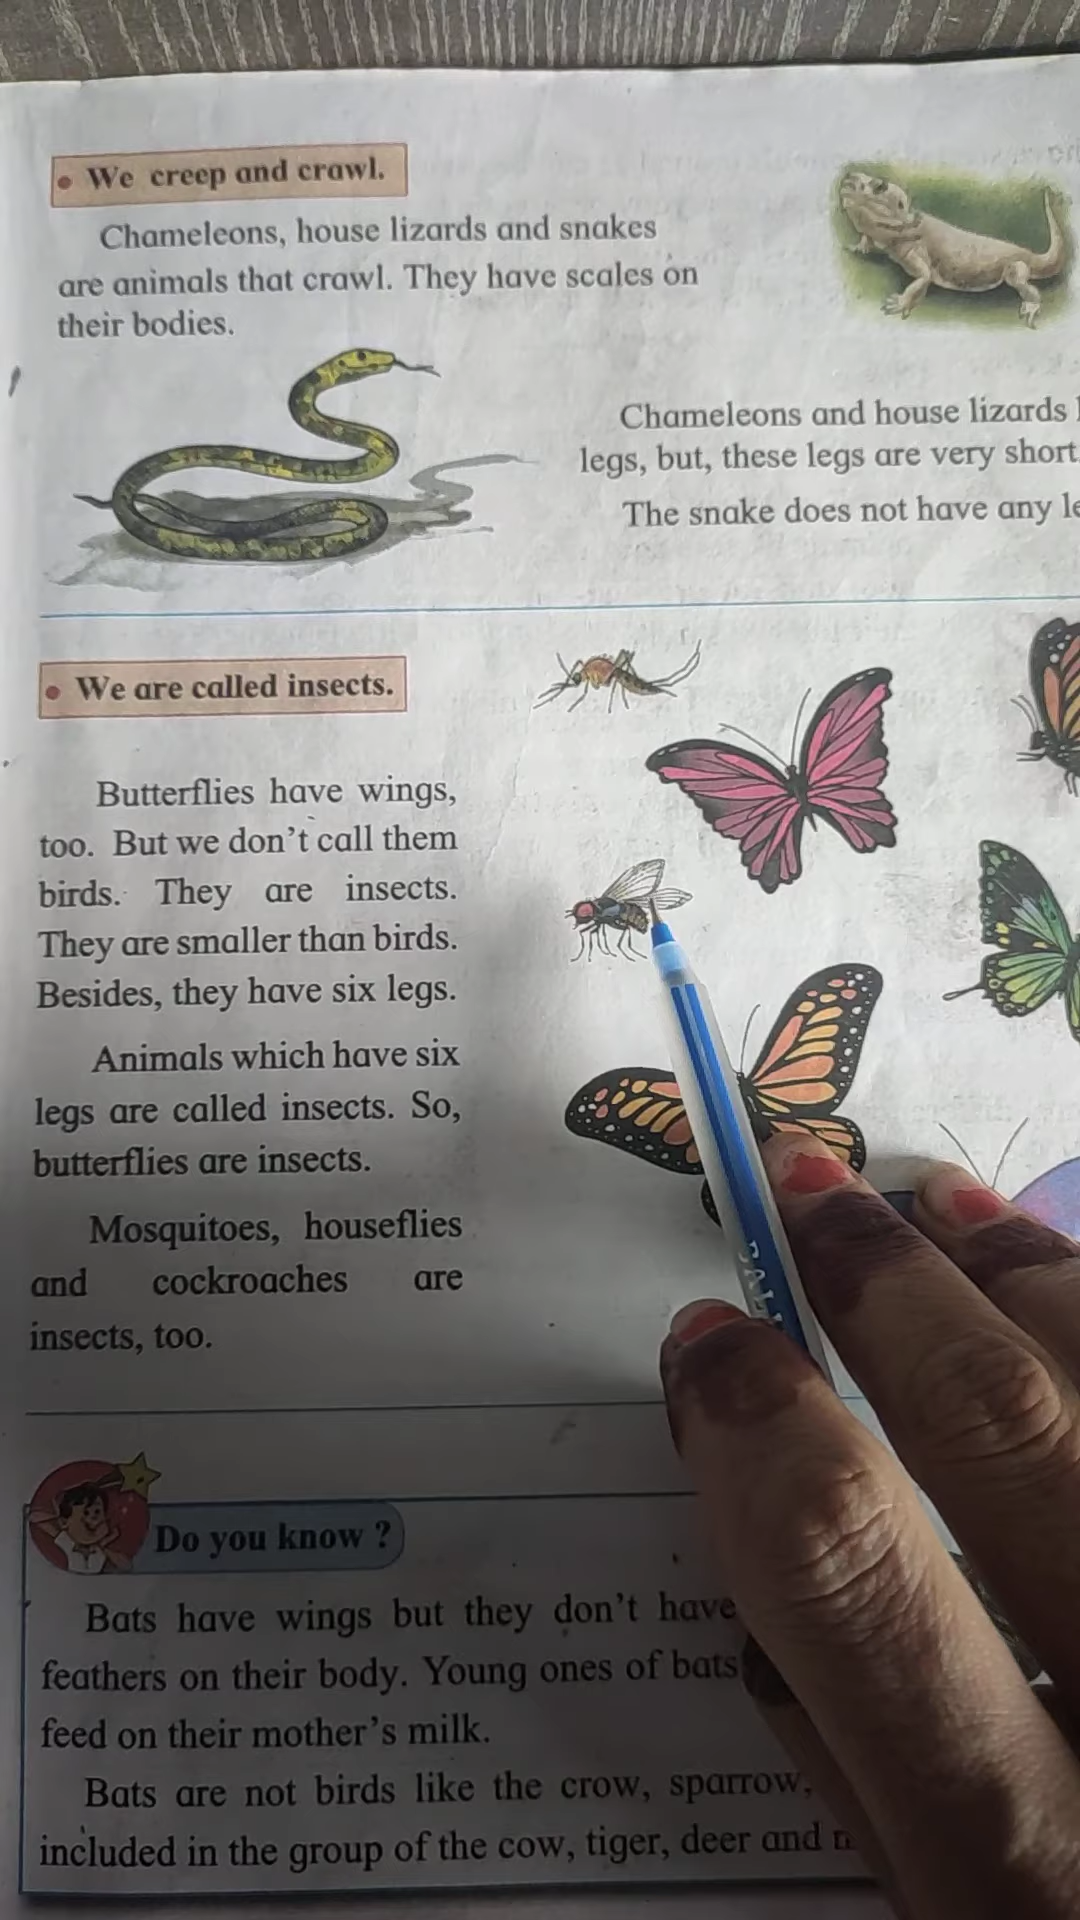 • We creep and crawl.
Chameleons, house lizards and snakes
are animals that crawl. They have scales on
their bodies.
Chameleons and house lizards
legs, but, these legs are very short
The snake does not have any
• We are called insects.
Butterflies have wings,
too. But we don't call them
birds. They are insects.
They are smaller than birds.
Besides, they have six legs.
Animals which have six
legs are called insects. So,
butterflies are insects.
Mosquitoes, houseflies
and cockroaches are
insects, too.
Do you know ?
Bats have wings but they don't have
feathers on their body. Young ones of bats
feed on their mother's milk.
Bats are not birds like the crow, sparrow,
included in the group of the cow, tiger, deer and